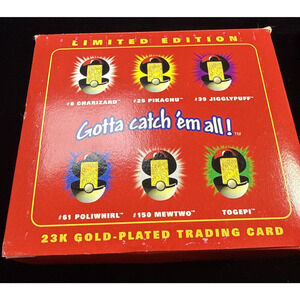 LIMITED EDITION
#6 CHARIZARD™ #25 PIKACHU™ #39 JIGGLYPUFF™
Gotta catch 'em all!™
#61 POLIWHIRL™ #150 MEWTWO™ TOGEPI™
23K GOLD-PLATED TRADING CARD